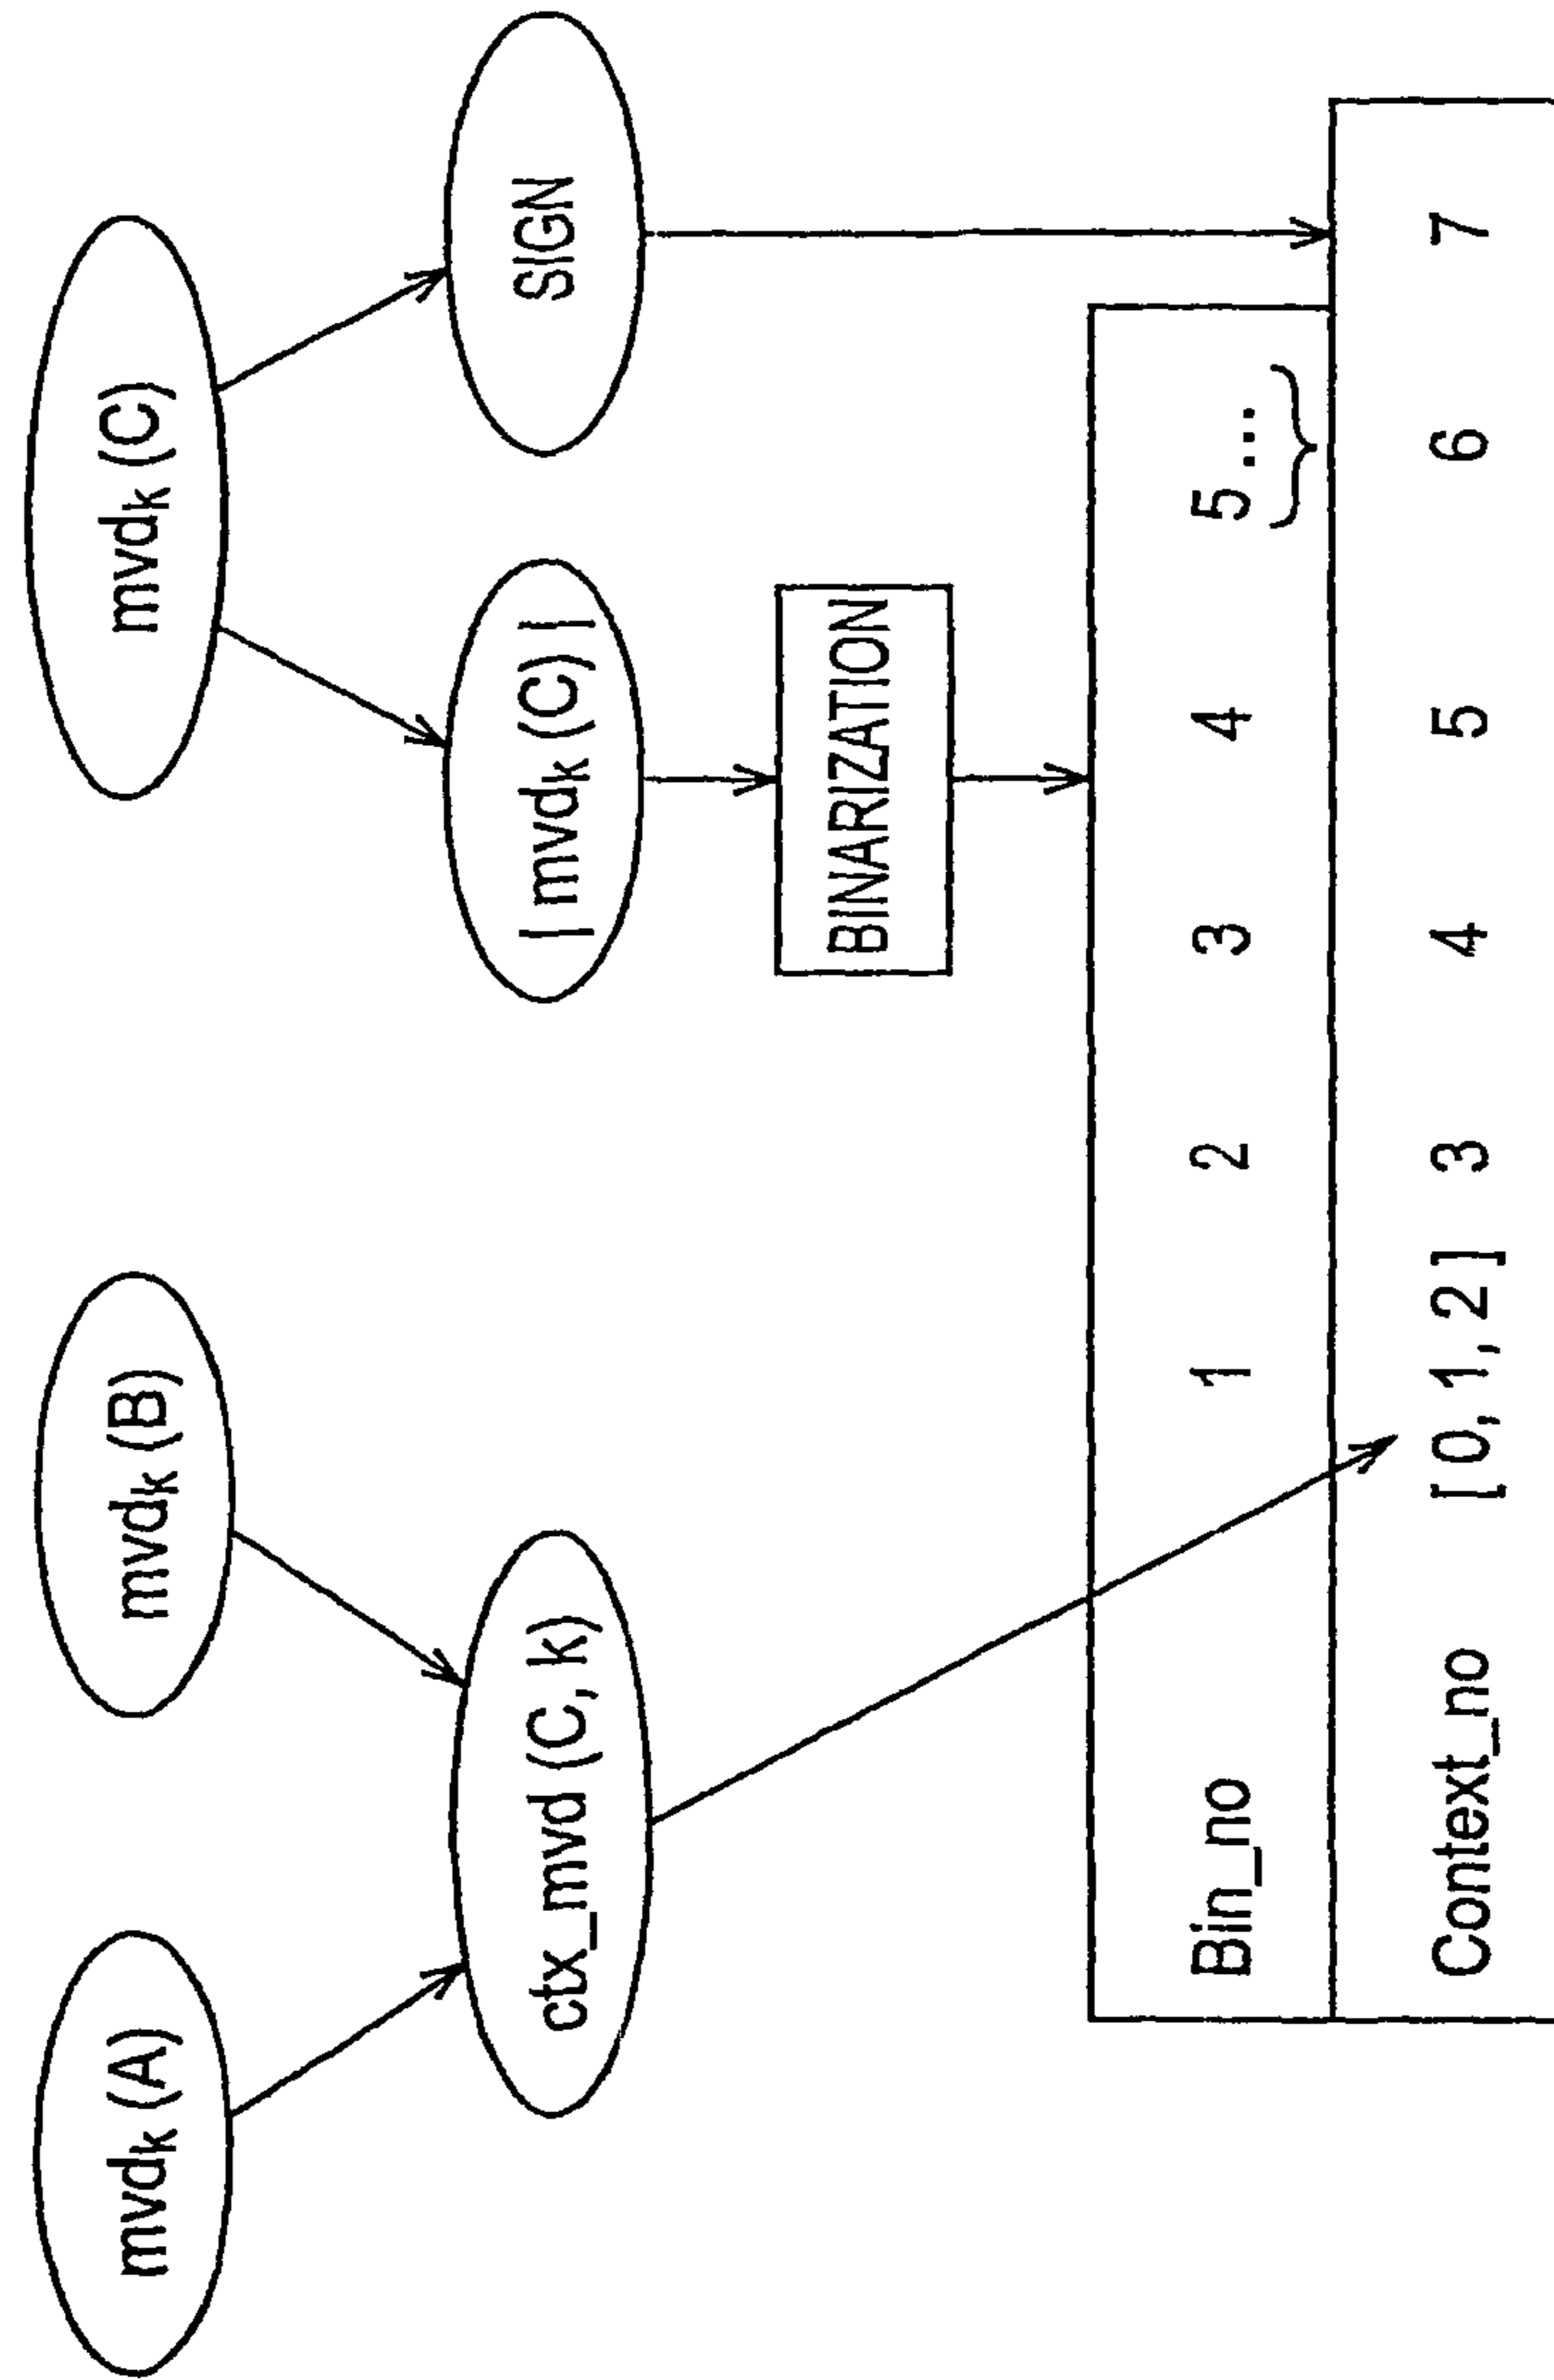 mvdk (A)
mvdk (B)
mvdk (C)
ctx_mvd (C, k)
| mvdk (C) |
SIGN
BINARIZATION
Bin_no 1 2 3 4 5 ...
Context_no [ 0, 1, 2 ] 3 4 5 6 7